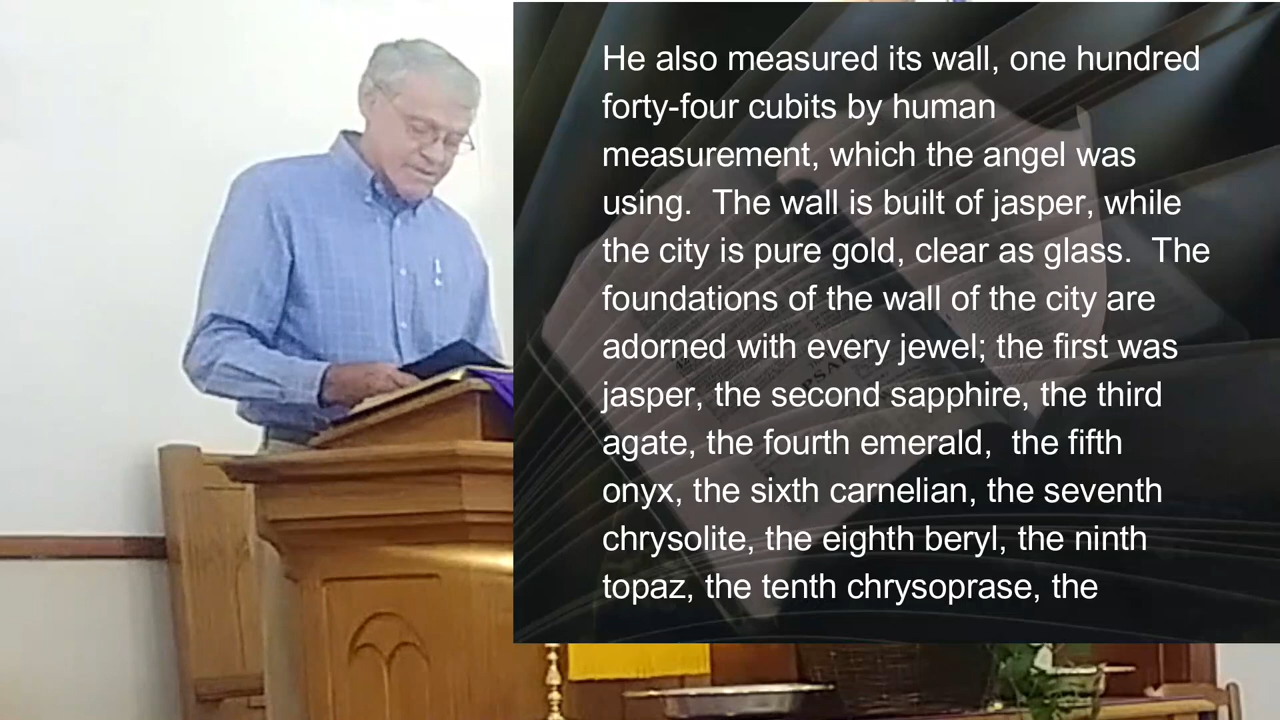 He also measured its wall, one hundred
forty-four cubits by human
measurement, which the angel was
using. The wall is built of jasper, while
the city is pure gold, clear as glass. The
foundations of the wall of the city are
adorned with every jewel; the first was
jasper, the second sapphire, the third
agate, the fourth emerald, the fifth
onyx, the sixth carnelian, the seventh
chrysolite, the eighth beryl, the ninth
topaz, the tenth chrysoprase, the